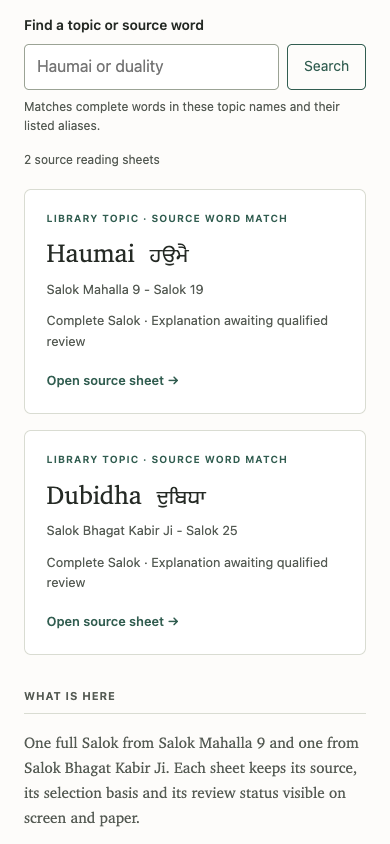 Find a topic or source word
Haumai or duality
Search
Matches complete words in these topic names and their
listed aliases.
2 source reading sheets
LIBRARY TOPIC · SOURCE WORD MATCH
Haumai ਹਉਮੈ
Salok Mahalla 9 - Salok 19
Complete Salok · Explanation awaiting qualified
review
Open source sheet →
LIBRARY TOPIC · SOURCE WORD MATCH
Dubidha ਦੁਬਿਧਾ
Salok Bhagat Kabir Ji - Salok 25
Complete Salok · Explanation awaiting qualified
review
Open source sheet →
WHAT IS HERE
One full Salok from Salok Mahalla 9 and one from
Salok Bhagat Kabir Ji. Each sheet keeps its source,
its selection basis and its review status visible on
screen and paper.